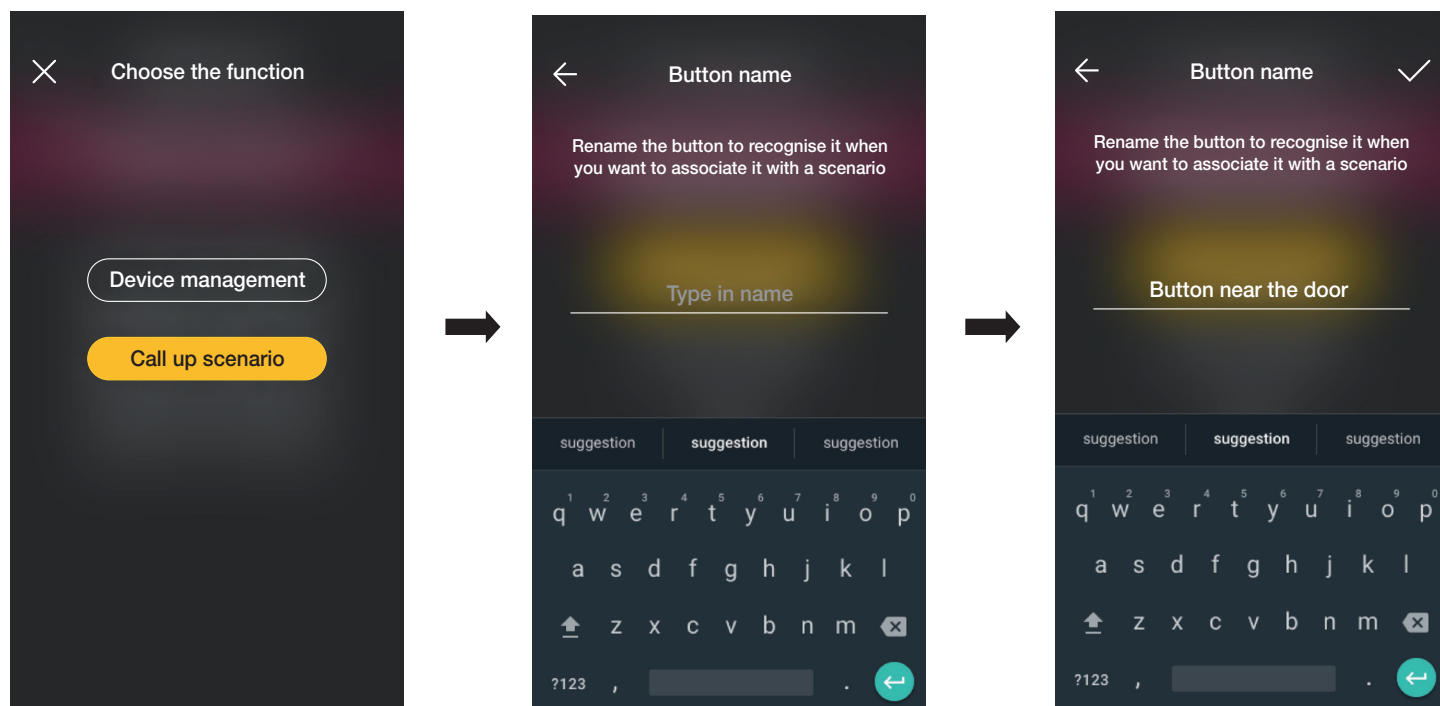 Choose the function
Device management
Call up scenario
Button name
Rename the button to recognise it when
you want to associate it with a scenario
Type in name
suggestion suggestion suggestion
1 2 3 4 5 6 7 8 9 0
q w e r t y u i o p
a s d f g h j k l
z x c v b n m
?123 , .
Button name
Rename the button to recognise it when
you want to associate it with a scenario
Button near the door
suggestion suggestion suggestion
1 2 3 4 5 6 7 8 9 0
q w e r t y u i o p
a s d f g h j k l
z x c v b n m
?123 , .